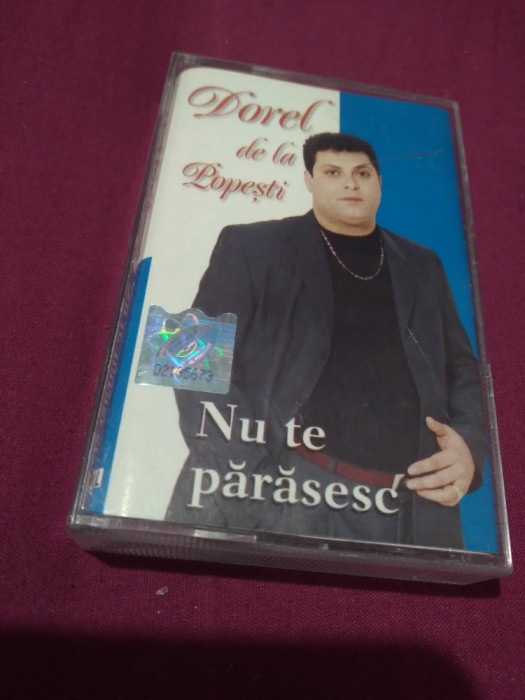 Dorel
de la
Popești
Nu te
părăsesc